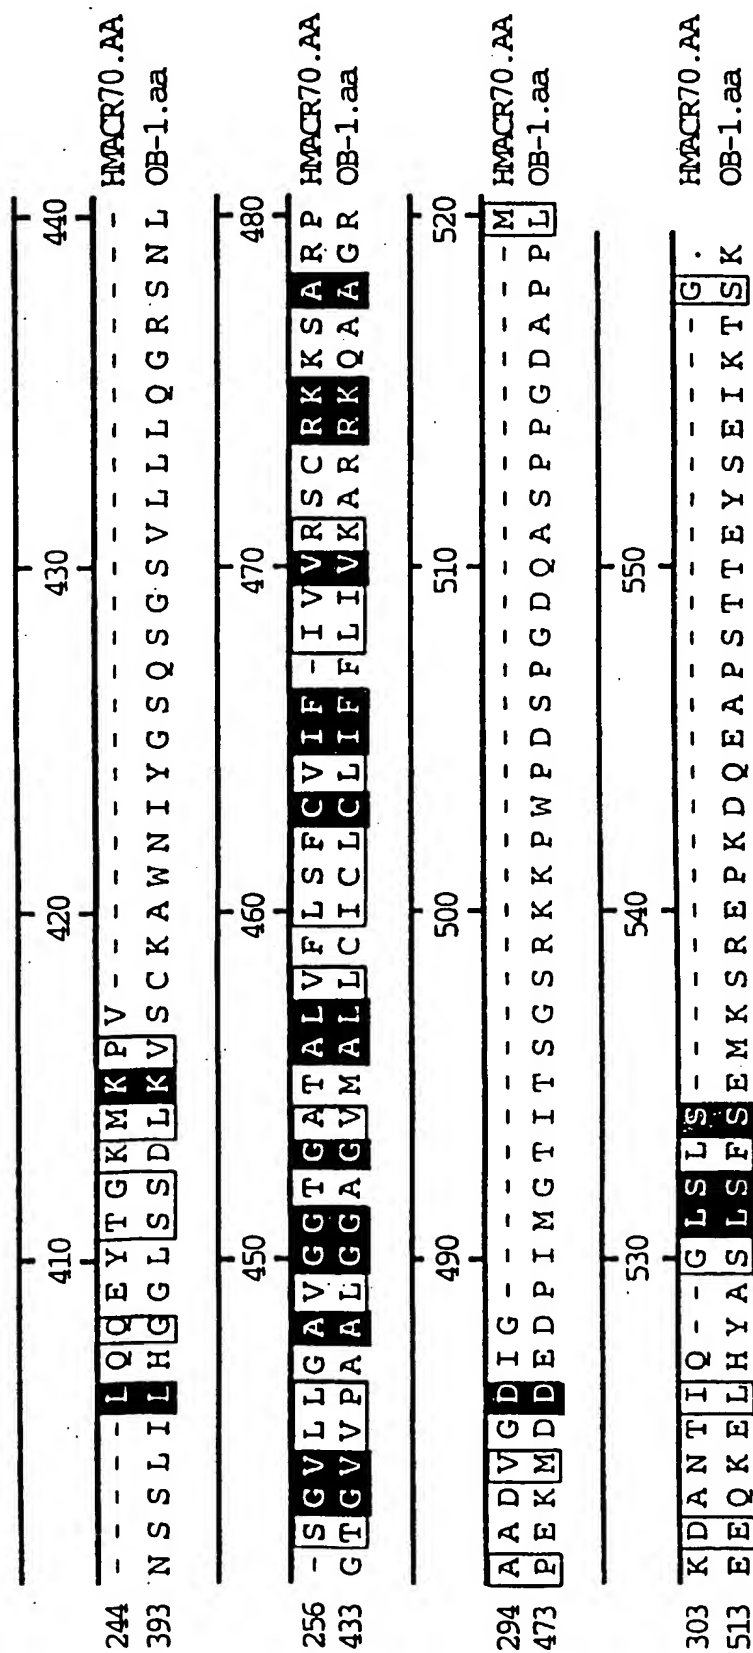 410 420 430 440
244 - - - - - L Q Q E Y T G K M K P V - - - - - - - - - - - - - - - - - - - - - - - HMACR70.AA
393 N S S L I L H G G L S S D L K V S C K A W N I Y G S Q S G S V L L L Q G R S N L OB-1.aa
450 460 470 480
256 - S G V L L G A V G G T G A T A L V F L S F C V I F - I V V R S C R K K S A R P HMACR70.AA
433 G T G V V P A A L G G A G V M A L L C I C L C L I F F L I V K A R R K Q A A G R OB-1.aa
490 500 510 520
294 A A D V G D I G - - - - - - - - - - - - - - - - - - - - - - - - - - - - - - - M HMACR70.AA
473 P E K M D D E D P I M G T I T S G S R K K P W P D S P G D Q A S P P G D A P P L OB-1.aa
530 540 550
303 K D A N T I Q - - G L S L S - - - - - - - - - - - - - - - - - - - - - - - G . HMACR70.AA
513 E E Q K E L H Y A S L S F S E M K S R E P K D Q E A P S T T E Y S E I K T S K OB-1.aa